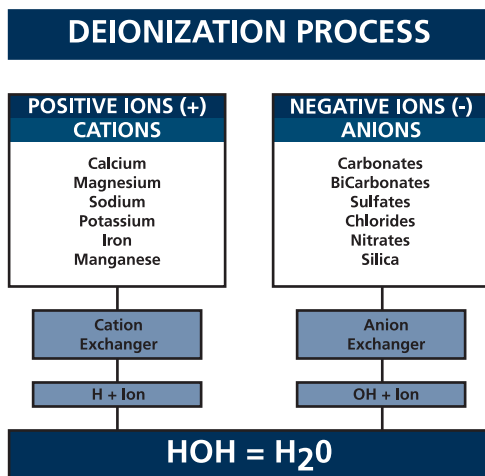 DEIONIZATION PROCESS
POSITIVE IONS (+)
CATIONS
Calcium
Magnesium
Sodium
Potassium
Iron
Manganese
Cation
Exchanger
H + Ion
NEGATIVE IONS (-)
ANIONS
Carbonates
BiCarbonates
Sulfates
Chlorides
Nitrates
Silica
Anion
Exchanger
OH + Ion
HOH = H₂0